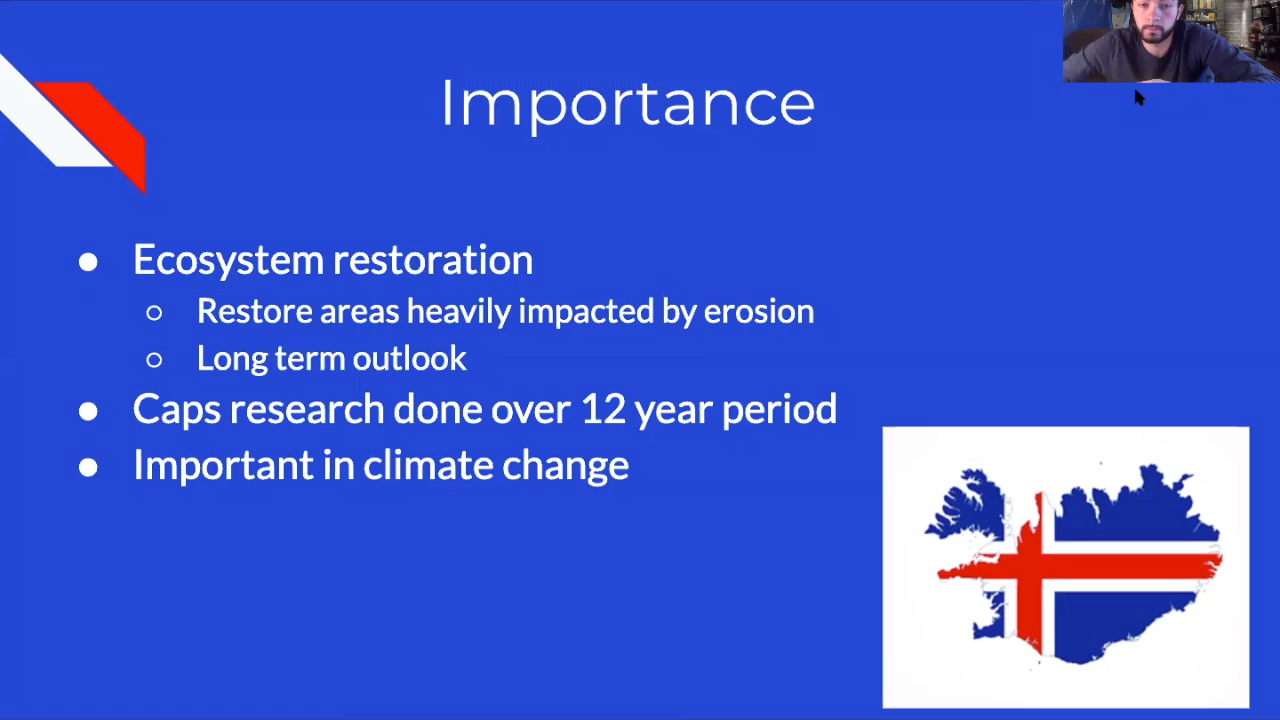 Importance
Ecosystem restoration
Restore areas heavily impacted by erosion
Long term outlook
Caps research done over 12 year period
Important in climate change